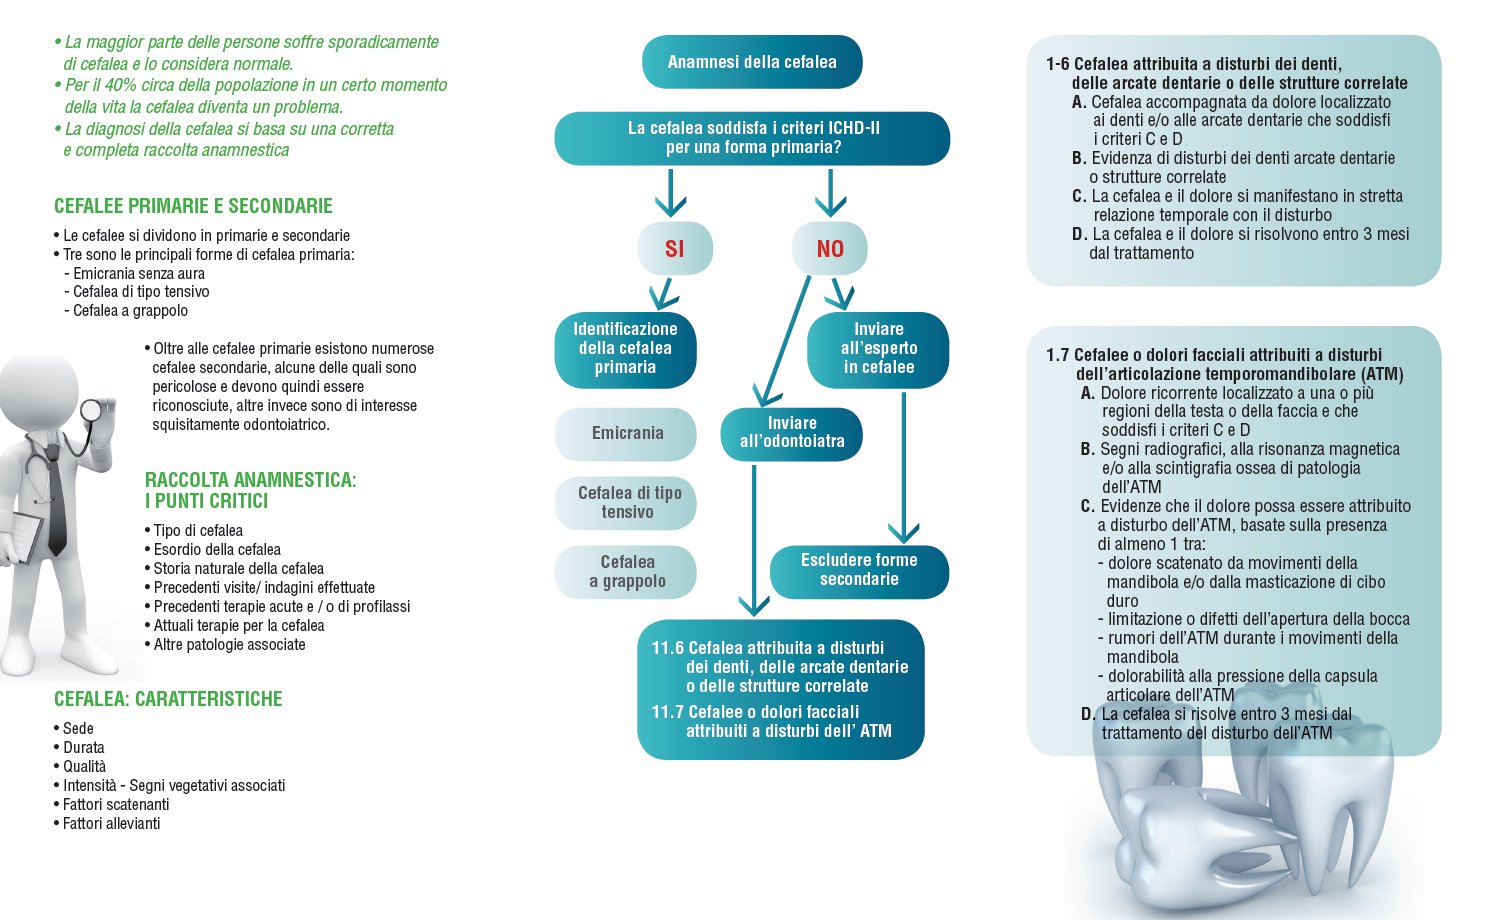 • La maggior parte delle persone soffre sporadicamente
di cefalea e lo considera normale.
• Per il 40% circa della popolazione in un certo momento
della vita la cefalea diventa un problema.
• La diagnosi della cefalea si basa su una corretta
e completa raccolta anamnestica
CEFALEE PRIMARIE E SECONDARIE
• Le cefalee si dividono in primarie e secondarie
• Tre sono le principali forme di cefalea primaria:
- Emicrania senza aura
- Cefalea di tipo tensivo
- Cefalea a grappolo
• Oltre alle cefalee primarie esistono numerose
cefalee secondarie, alcune delle quali sono
pericolose e devono quindi essere
riconosciute, altre invece sono di interesse
squisitamente odontoiatrico.
RACCOLTA ANAMNESTICA:
I PUNTI CRITICI
• Tipo di cefalea
• Esordio della cefalea
• Storia naturale della cefalea
• Precedenti visite/ indagini effettuate
• Precedenti terapie acute e / o di profilassi
• Attuali terapie per la cefalea
• Altre patologie associate
CEFALEA: CARATTERISTICHE
• Sede
• Durata
• Qualità
• Intensità - Segni vegetativi associati
• Fattori scatenanti
• Fattori allevianti
Anamnesi della cefalea
La cefalea soddisfa i criteri ICHD-II
per una forma primaria?
SI
NO
Identificazione
della cefalea
primaria
Inviare
all'esperto
in cefalee
Emicrania
Inviare
all'odontoiatra
Cefalea di tipo
tensivo
Cefalea
a grappolo
Escludere forme
secondarie
11.6 Cefalea attribuita a disturbi
dei denti, delle arcate dentarie
o delle strutture correlate
11.7 Cefalee o dolori facciali
attribuiti a disturbi dell' ATM
1-6 Cefalea attribuita a disturbi dei denti,
delle arcate dentarie o delle strutture correlate
A. Cefalea accompagnata da dolore localizzato
ai denti e/o alle arcate dentarie che soddisfi
i criteri C e D
B. Evidenza di disturbi dei denti arcate dentarie
o strutture correlate
C. La cefalea e il dolore si manifestano in stretta
relazione temporale con il disturbo
D. La cefalea e il dolore si risolvono entro 3 mesi
dal trattamento
1.7 Cefalee o dolori facciali attribuiti a disturbi
dell'articolazione temporomandibolare (ATM)
A. Dolore ricorrente localizzato a una o più
regioni della testa o della faccia e che
soddisfi i criteri C e D
B. Segni radiografici, alla risonanza magnetica
e/o alla scintigrafia ossea di patologia
dell'ATM
C. Evidenze che il dolore possa essere attribuito
a disturbo dell'ATM, basate sulla presenza
di almeno 1 tra:
- dolore scatenato da movimenti della
mandibola e/o dalla masticazione di cibo
duro
- limitazione o difetti dell'apertura della bocca
- rumori dell'ATM durante i movimenti della
mandibola
- dolorabilità alla pressione della capsula
articolare dell'ATM
D. La cefalea si risolve entro 3 mesi dal
trattamento del disturbo dell'ATM